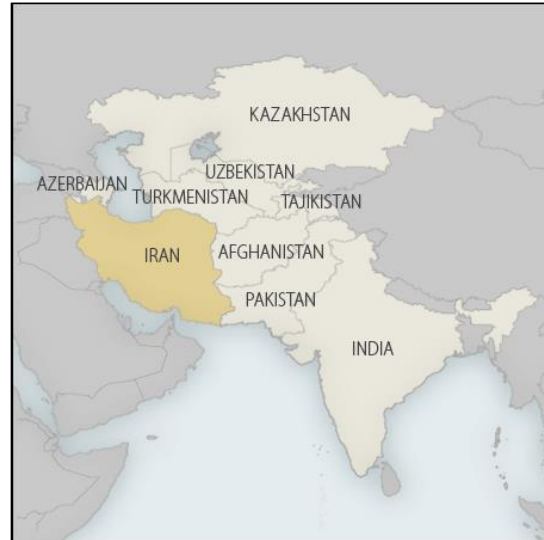 KAZAKHSTAN
UZBEKISTAN
AZERBAIJAN
TURKMENISTAN
TAJIKISTAN
IRAN
AFGHANISTAN
PAKISTAN
INDIA